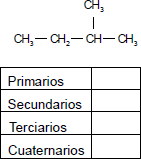 CH₃
CH₃—CH₂—CH—CH₃
Primarios
Secundarios
Terciarios
Cuaternarios